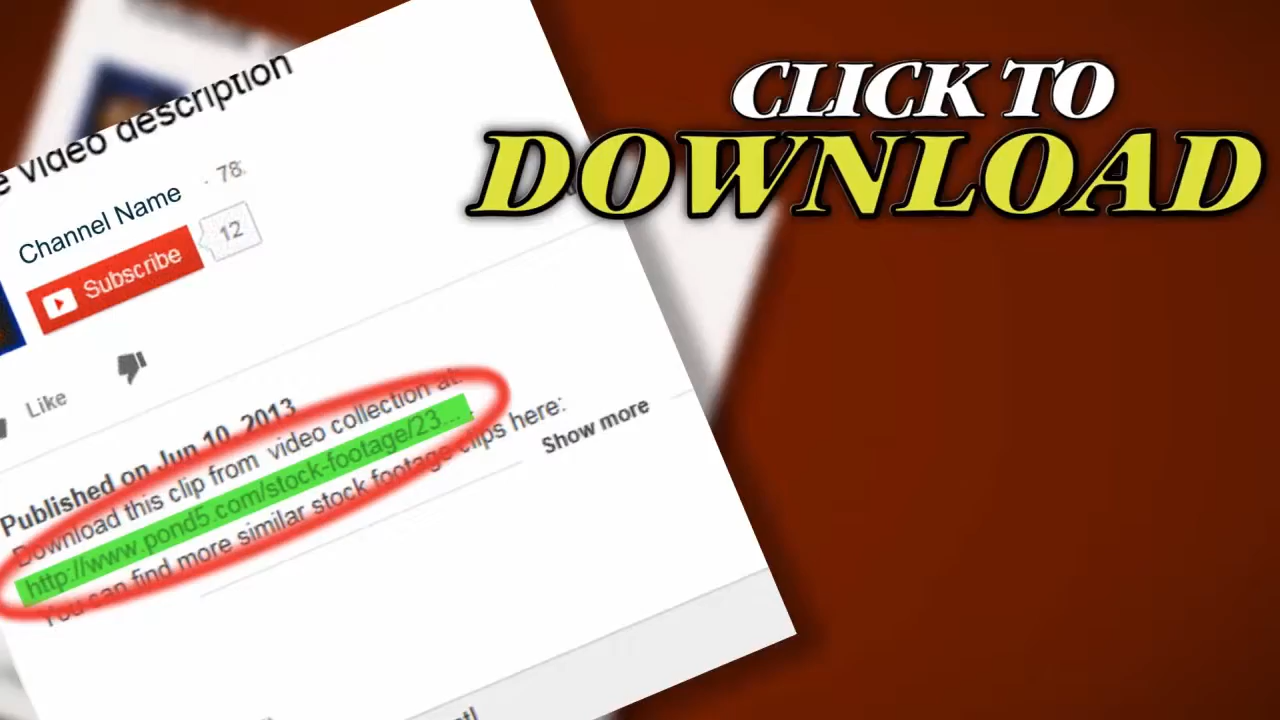 CLICK TO
DOWNLOAD
video description
Channel Name
Subscribe
12
Like
Published on Jun 10, 2013
Download this clip from video collection at:
http://www.pond5.com/stock-footage/23...
You can find more similar stock footage clips here:
Show more